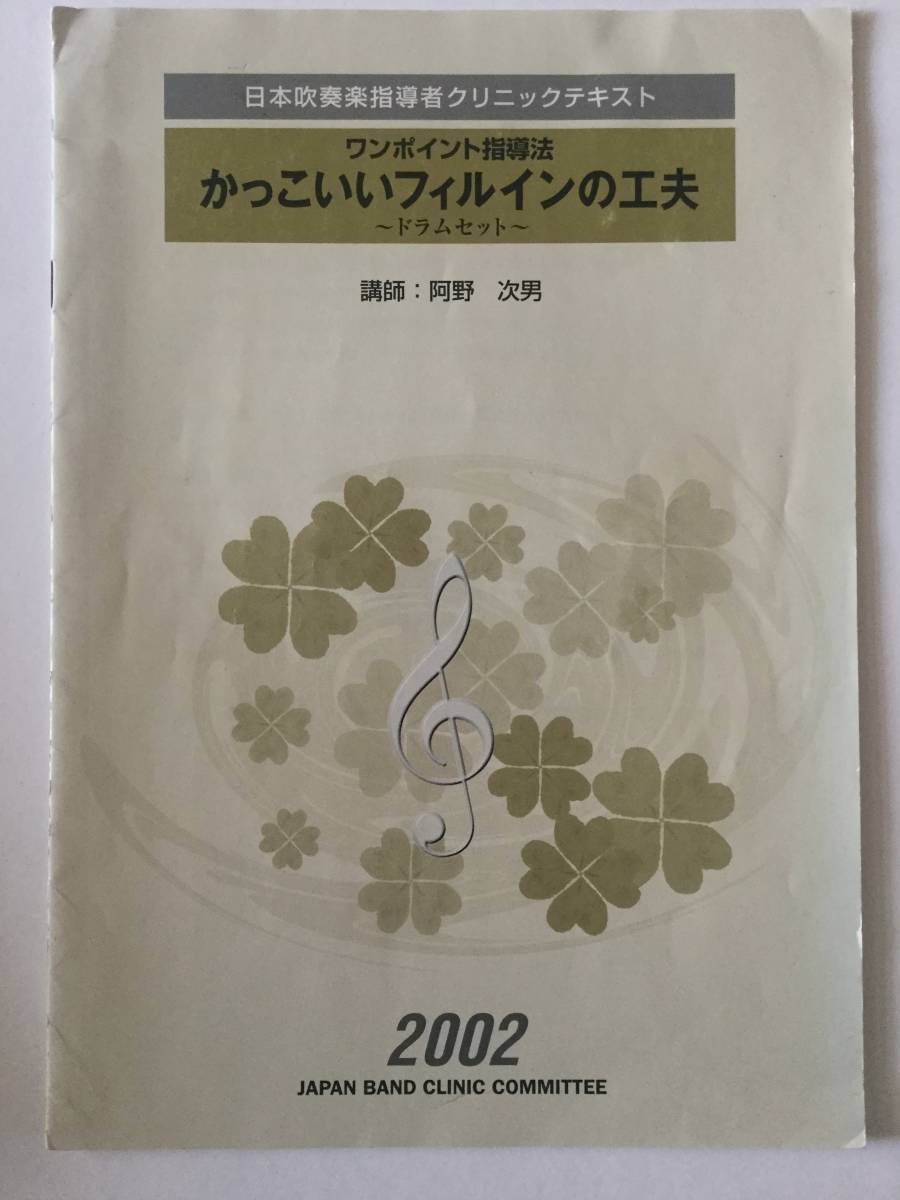 日本吹奏楽指導者クリニックテキスト
ワンポイント指導法
かっこいいフィルインの工夫
～ドラムセット～
講師：阿野　次男
2002
JAPAN BAND CLINIC COMMITTEE